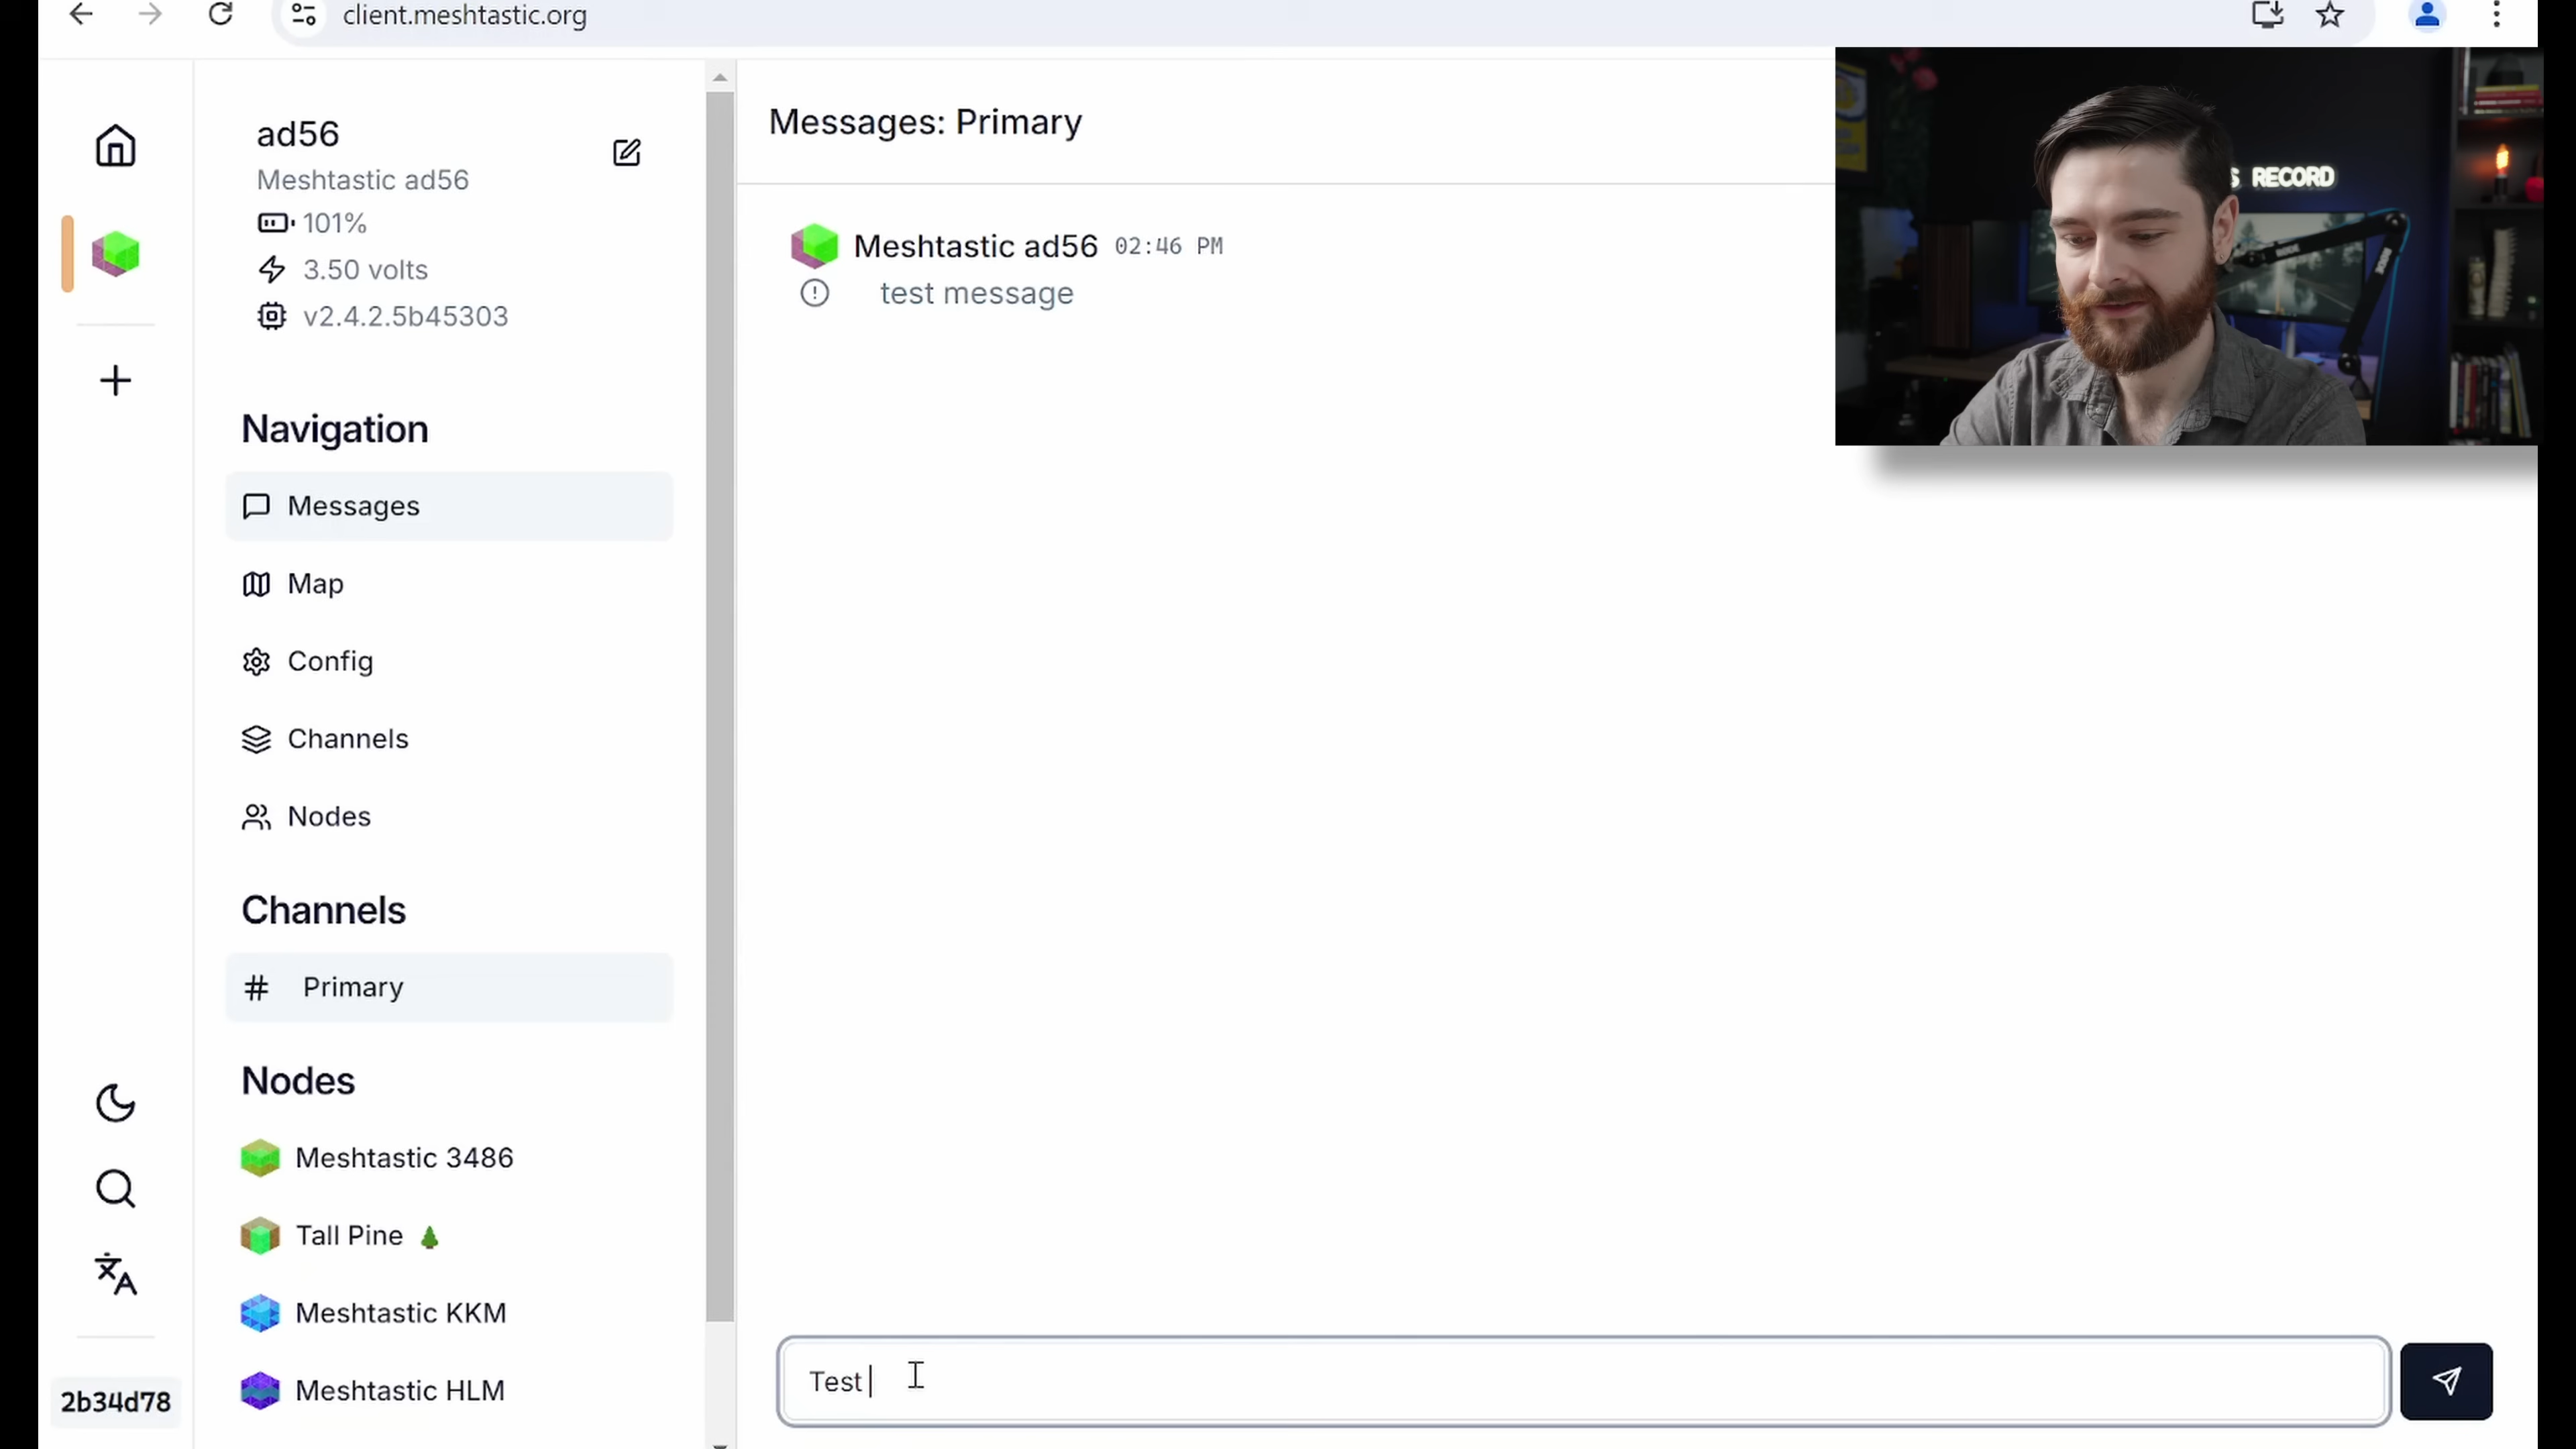 client.meshtastic.org
ad56
Meshtastic ad56
101%
3.50 volts
v2.4.2.5b45303
Navigation
Messages
Map
Config
Channels
Nodes
Channels
# Primary
Nodes
Meshtastic 3486
Tall Pine 🌲
Meshtastic KKM
Meshtastic HLM
2b34d78
Messages: Primary
Meshtastic ad56 02:46 PM
test message
Test
S RECORD